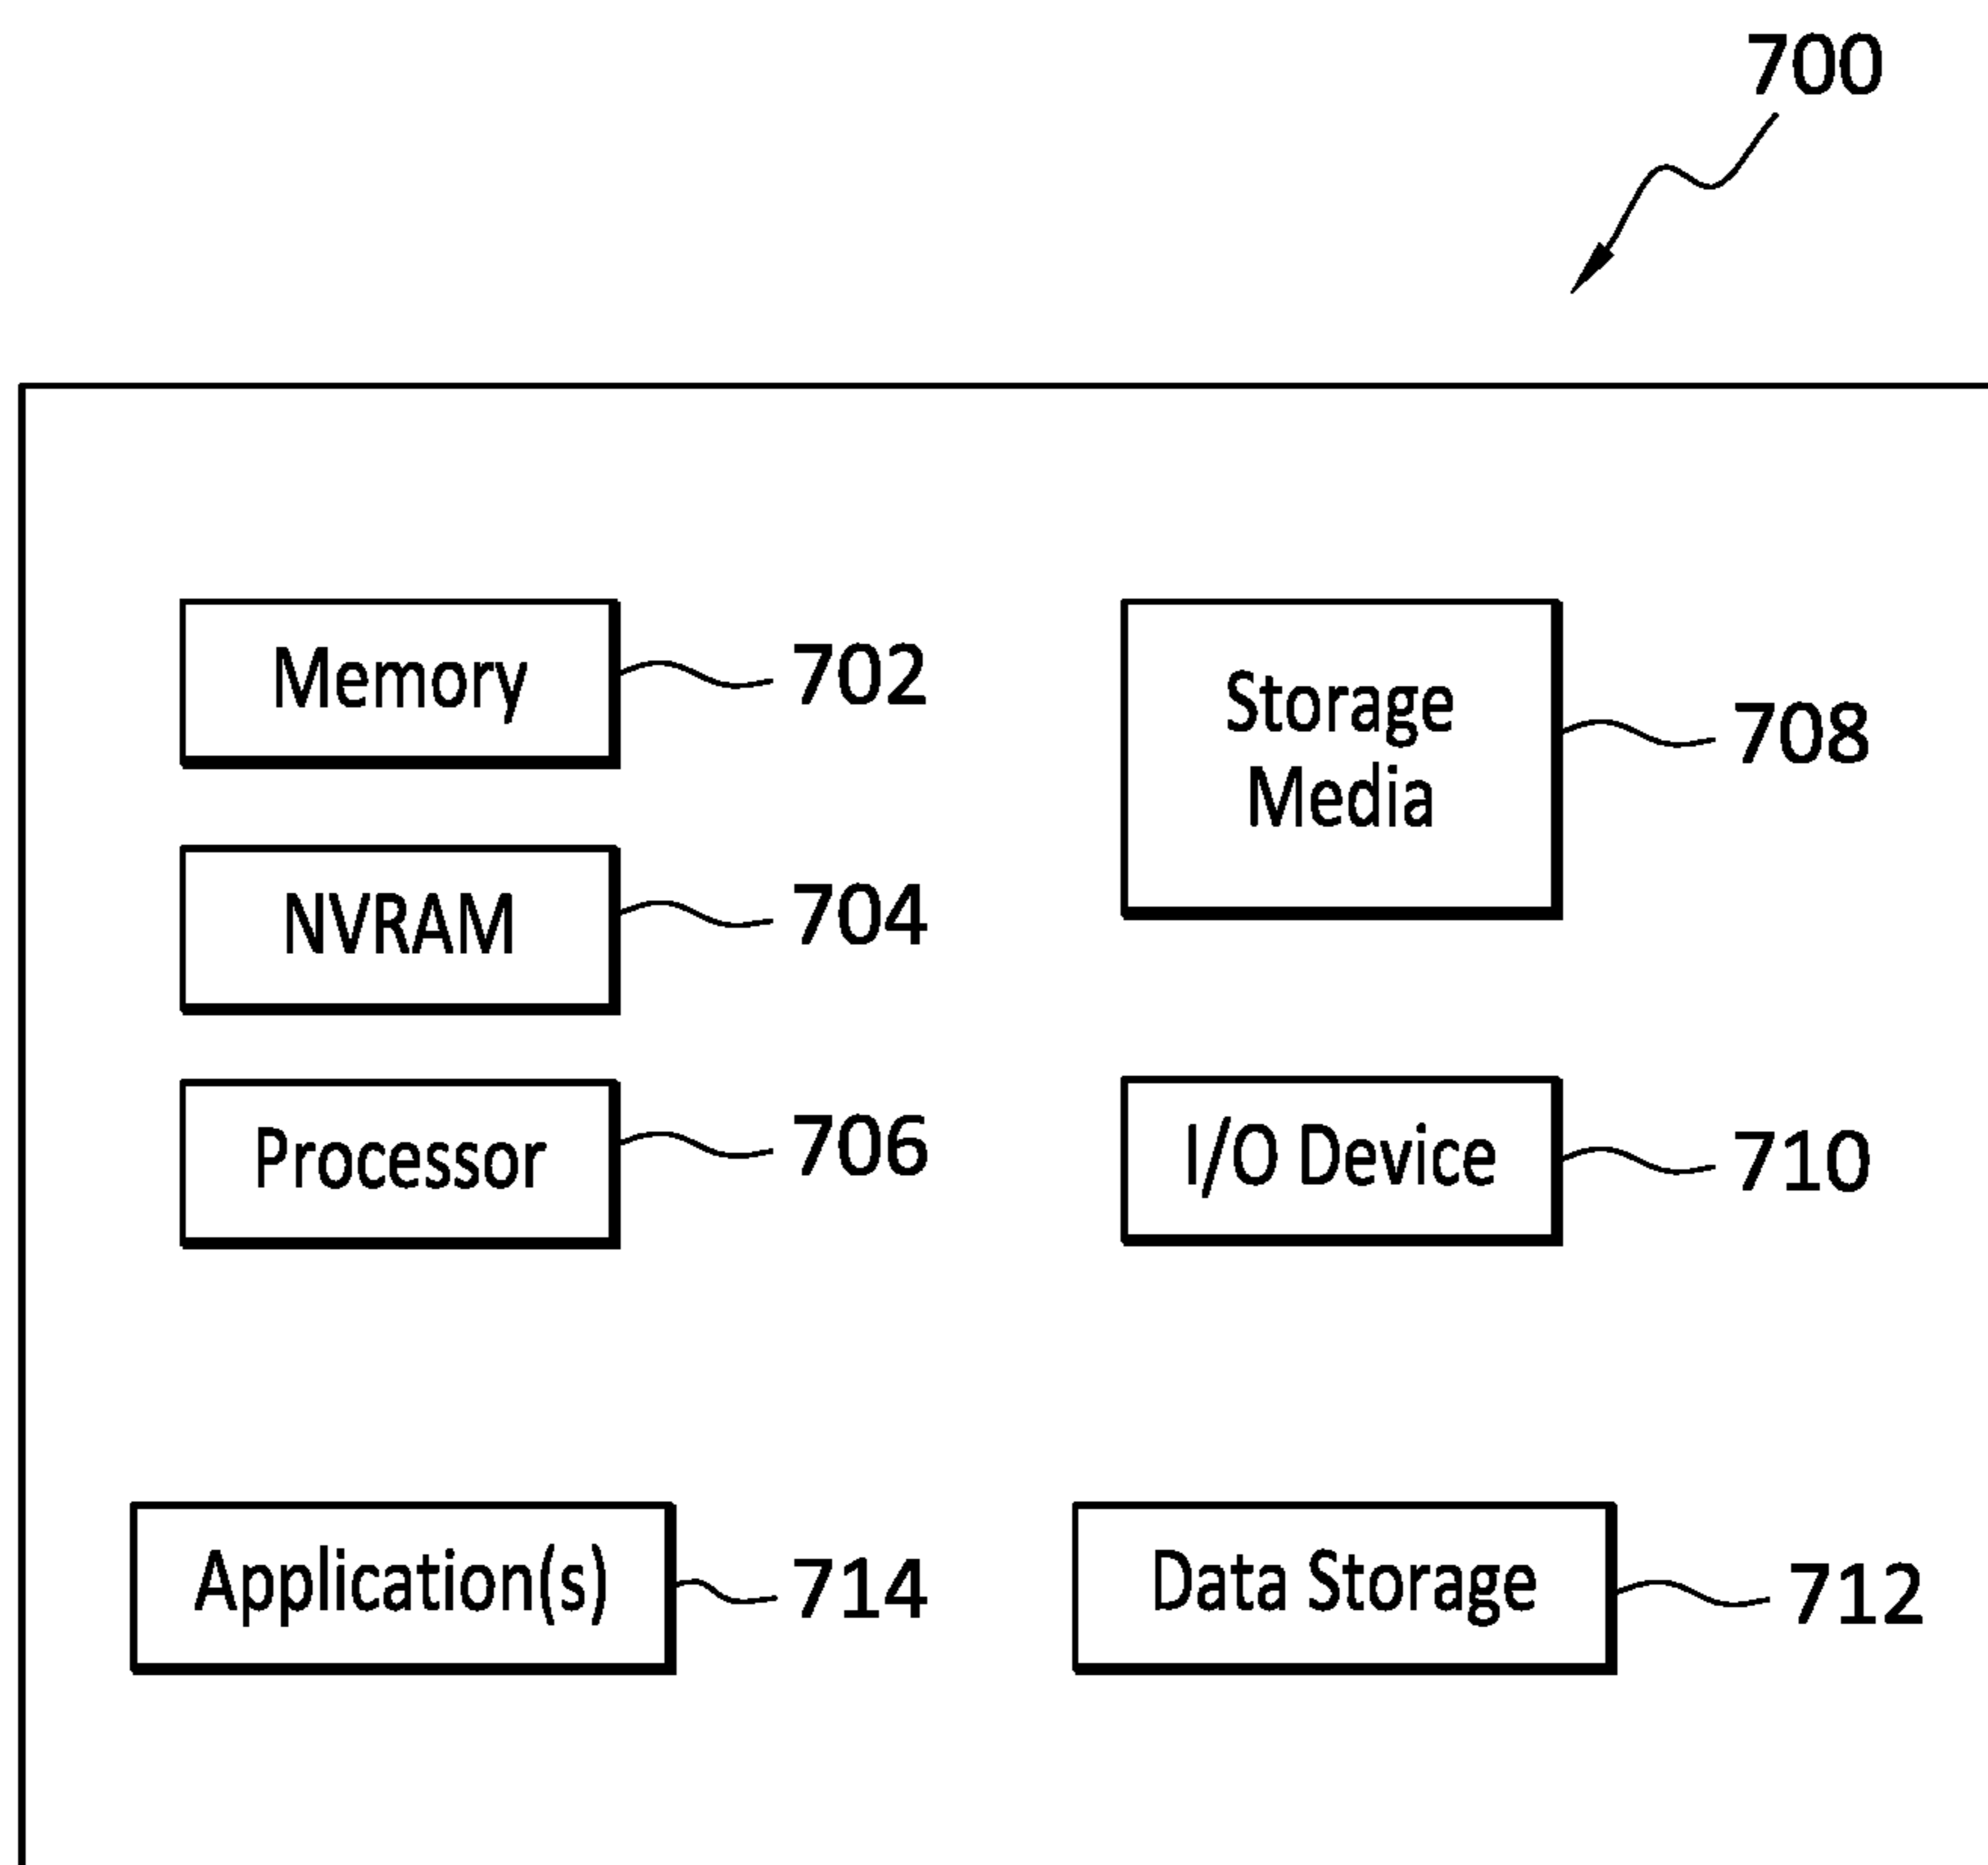 700
Memory
702
Storage
Media
708
NVRAM
704
Processor
706
I/O Device
710
Application(s)
714
Data Storage
712